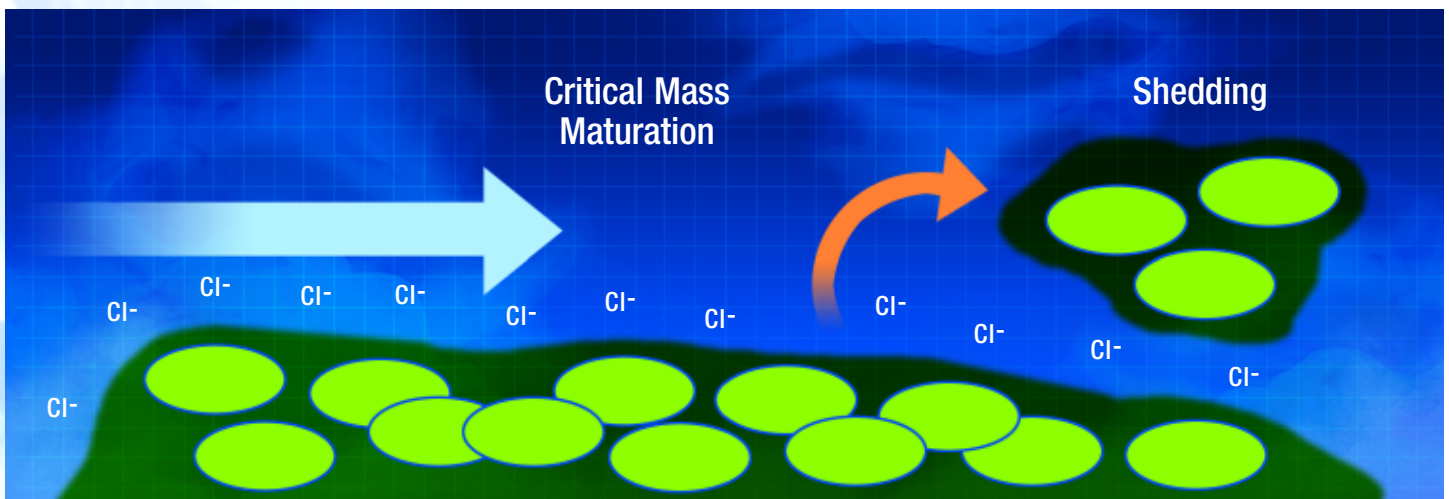 Critical Mass
Maturation
Shedding
Cl-
Cl-
Cl-
Cl-
Cl-
Cl-
Cl-
Cl-
Cl-
Cl-
Cl-
Cl-